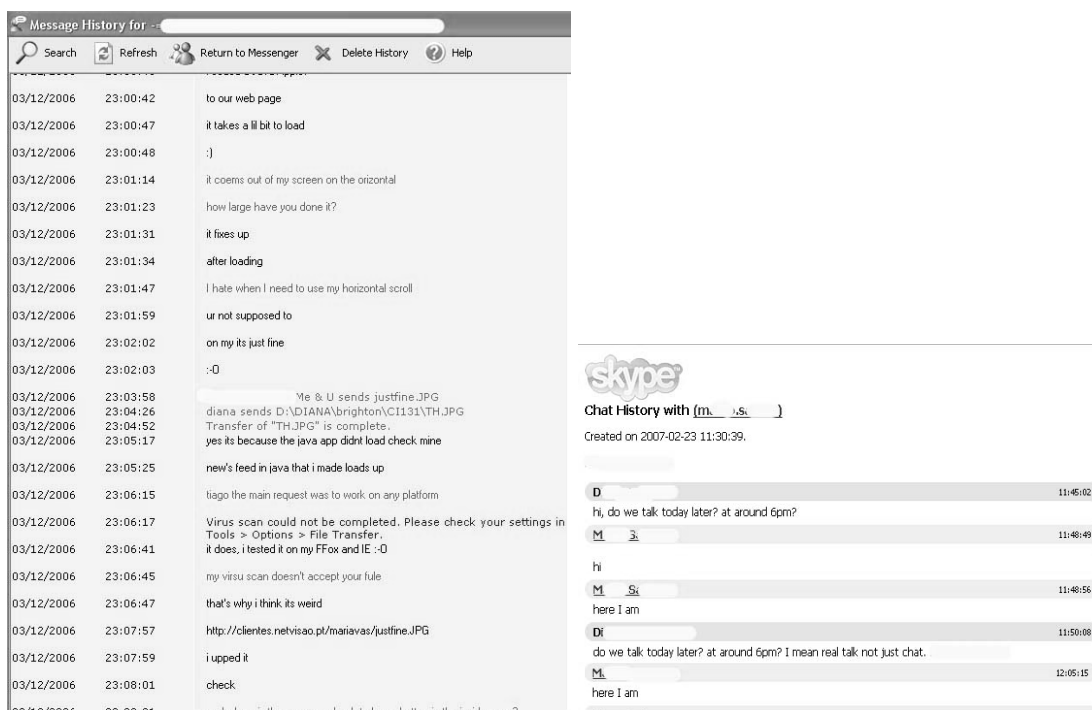 Message History for
Search Refresh Return to Messenger Delete History Help
03/12/2006 23:00:42 to our web page
03/12/2006 23:00:47 it takes a lil bit to load
03/12/2006 23:00:48 :)
03/12/2006 23:01:14 it coems out of my screen on the orizontal
03/12/2006 23:01:23 how large have you done it?
03/12/2006 23:01:31 it fixes up
03/12/2006 23:01:34 after loading
03/12/2006 23:01:47 I hate when I need to use my horizontal scroll
03/12/2006 23:01:59 ur not supposed to
03/12/2006 23:02:02 on my its just fine
03/12/2006 23:02:03 :-O
03/12/2006 23:03:58 Me & U sends justfine.JPG
03/12/2006 23:04:26 diana sends D:\DIANA\brighton\CI131\TH.JPG
03/12/2006 23:04:52 Transfer of "TH.JPG" is complete.
03/12/2006 23:05:17 yes its because the java app didnt load check mine
03/12/2006 23:05:25 new's feed in java that i made loads up
03/12/2006 23:06:15 tiago the main request was to work on any platform
03/12/2006 23:06:17 Virus scan could not be completed. Please check your settings in
Tools > Options > File Transfer.
03/12/2006 23:06:41 it does, i tested it on my FFox and IE :-O
03/12/2006 23:06:45 my virsu scan doesn't accept your fule
03/12/2006 23:06:47 that's why i think its weird
03/12/2006 23:07:57 http://clientes.netvisao.pt/mariavas/justfine.JPG
03/12/2006 23:07:59 i upped it
03/12/2006 23:08:01 check
skype
Chat History with
Created on 2007-02-23 11:30:39.
D 11:45:02
hi, do we talk today later? at around 6pm?
M 11:48:49
hi
M 11:48:56
here I am
Di 11:50:08
do we talk today later? at around 6pm? I mean real talk not just chat.
M 12:05:15
here I am